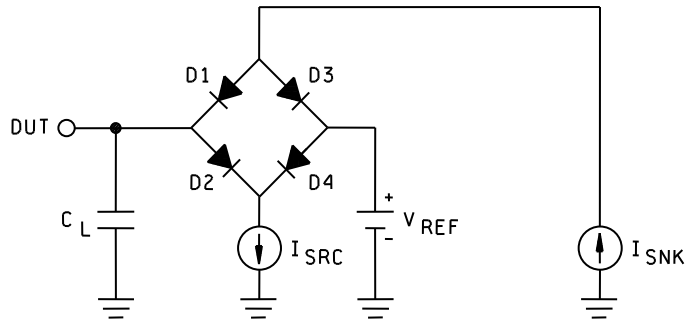 D1
D3
DUT
D2
D4
C L
+
V REF
-
I SRC
I SNK